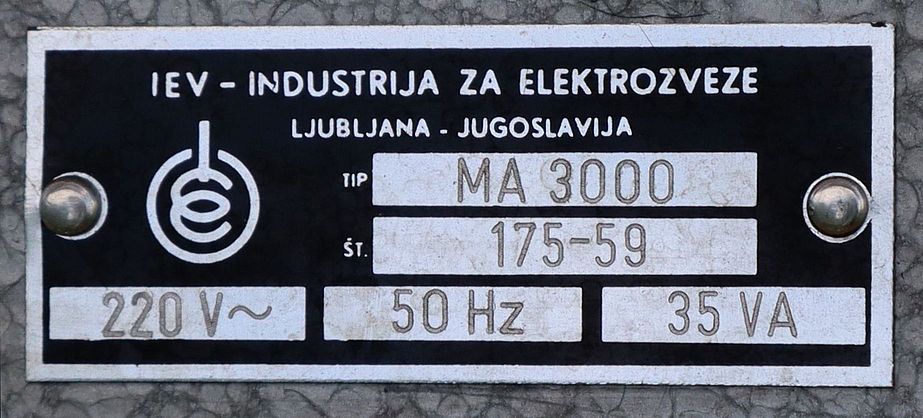 IEV - INDUSTRIJA ZA ELEKTROZVEZE
LJUBLJANA - JUGOSLAVIJA
TIP MA 3000
ŠT. 175-59
220 V~ 50 Hz 35 VA